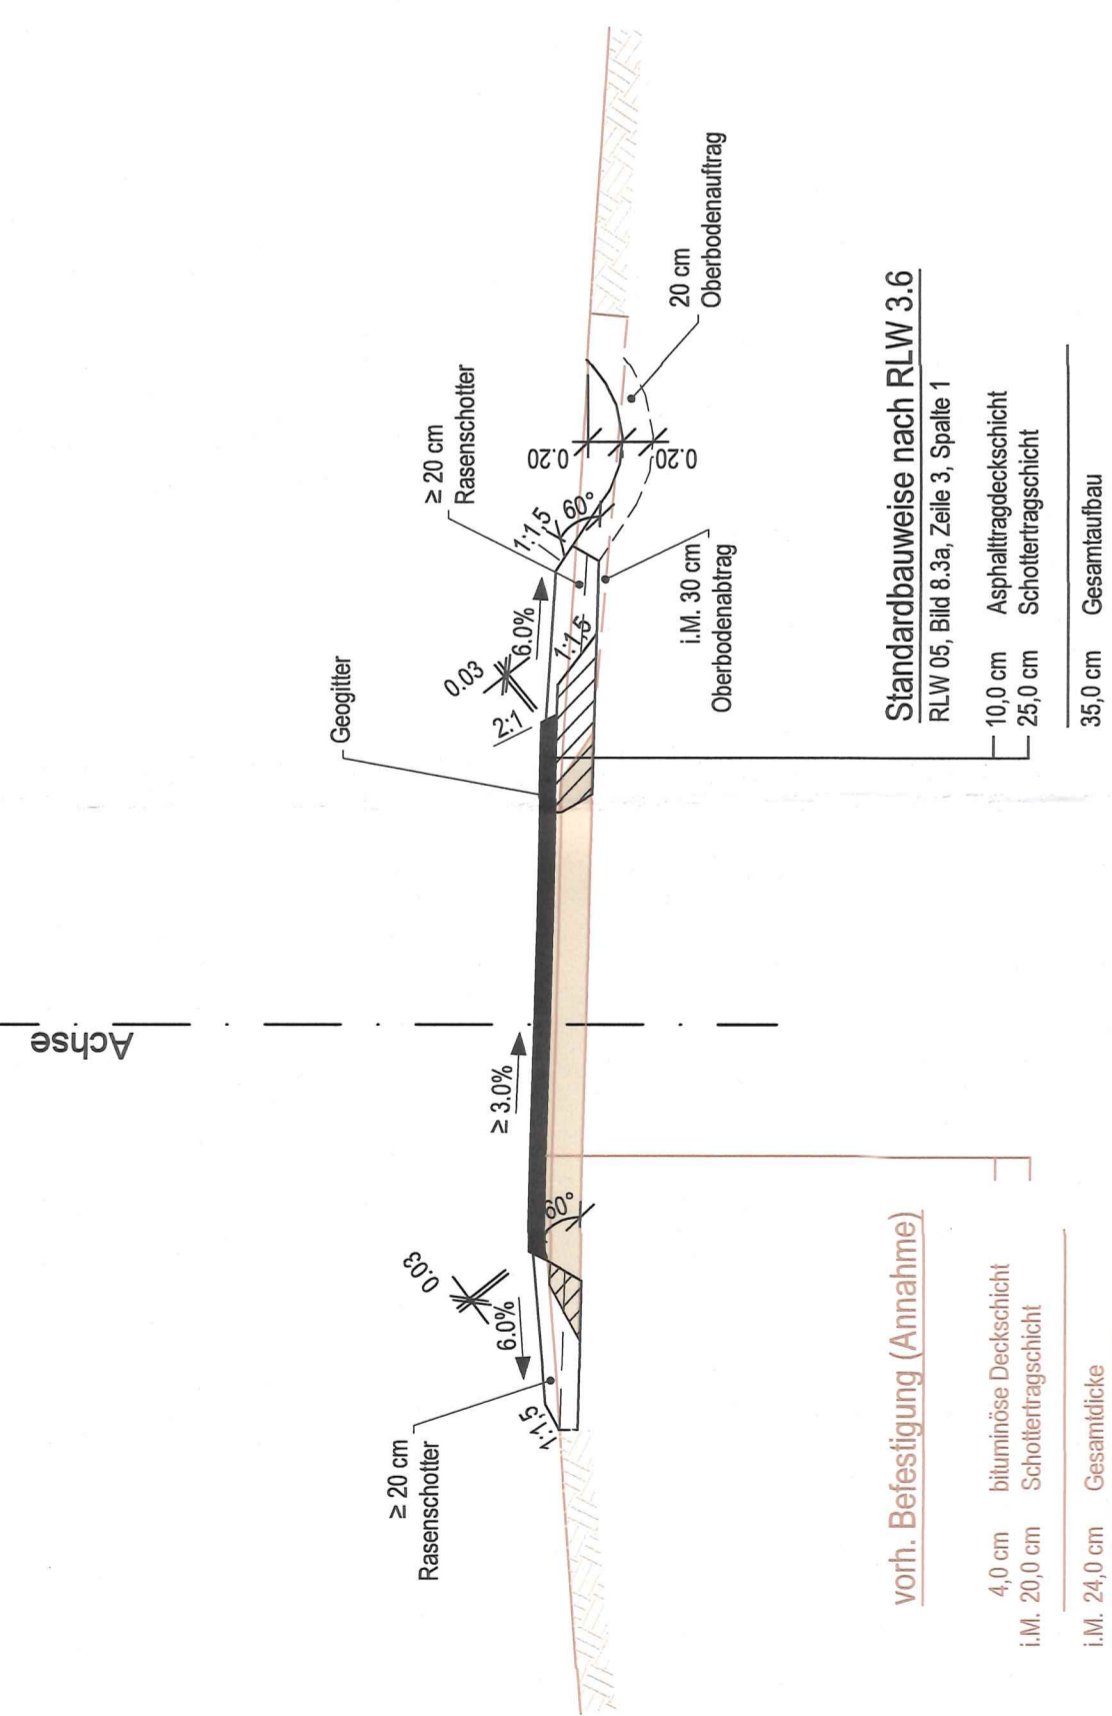 Achse
≥ 20 cm
Rasenschotter
1:1,5
6.0%
0.03
60°
≥ 3.0%
Geogitter
2:1
0.03
6.0%
1:1,5
1:1,5
60°
≥ 20 cm
Rasenschotter
0.20
0.20
20 cm
Oberbodenauftrag
i.M. 30 cm
Oberbodenabtrag
vorh. Befestigung (Annahme)
4,0 cm bituminöse Deckschicht
i.M. 20,0 cm Schottertragschicht
i.M. 24,0 cm Gesamtdicke
Standardbauweise nach RLW 3.6
RLW 05, Bild 8.3a, Zeile 3, Spalte 1
10,0 cm Asphalttragdeckschicht
25,0 cm Schottertragschicht
35,0 cm Gesamtaufbau